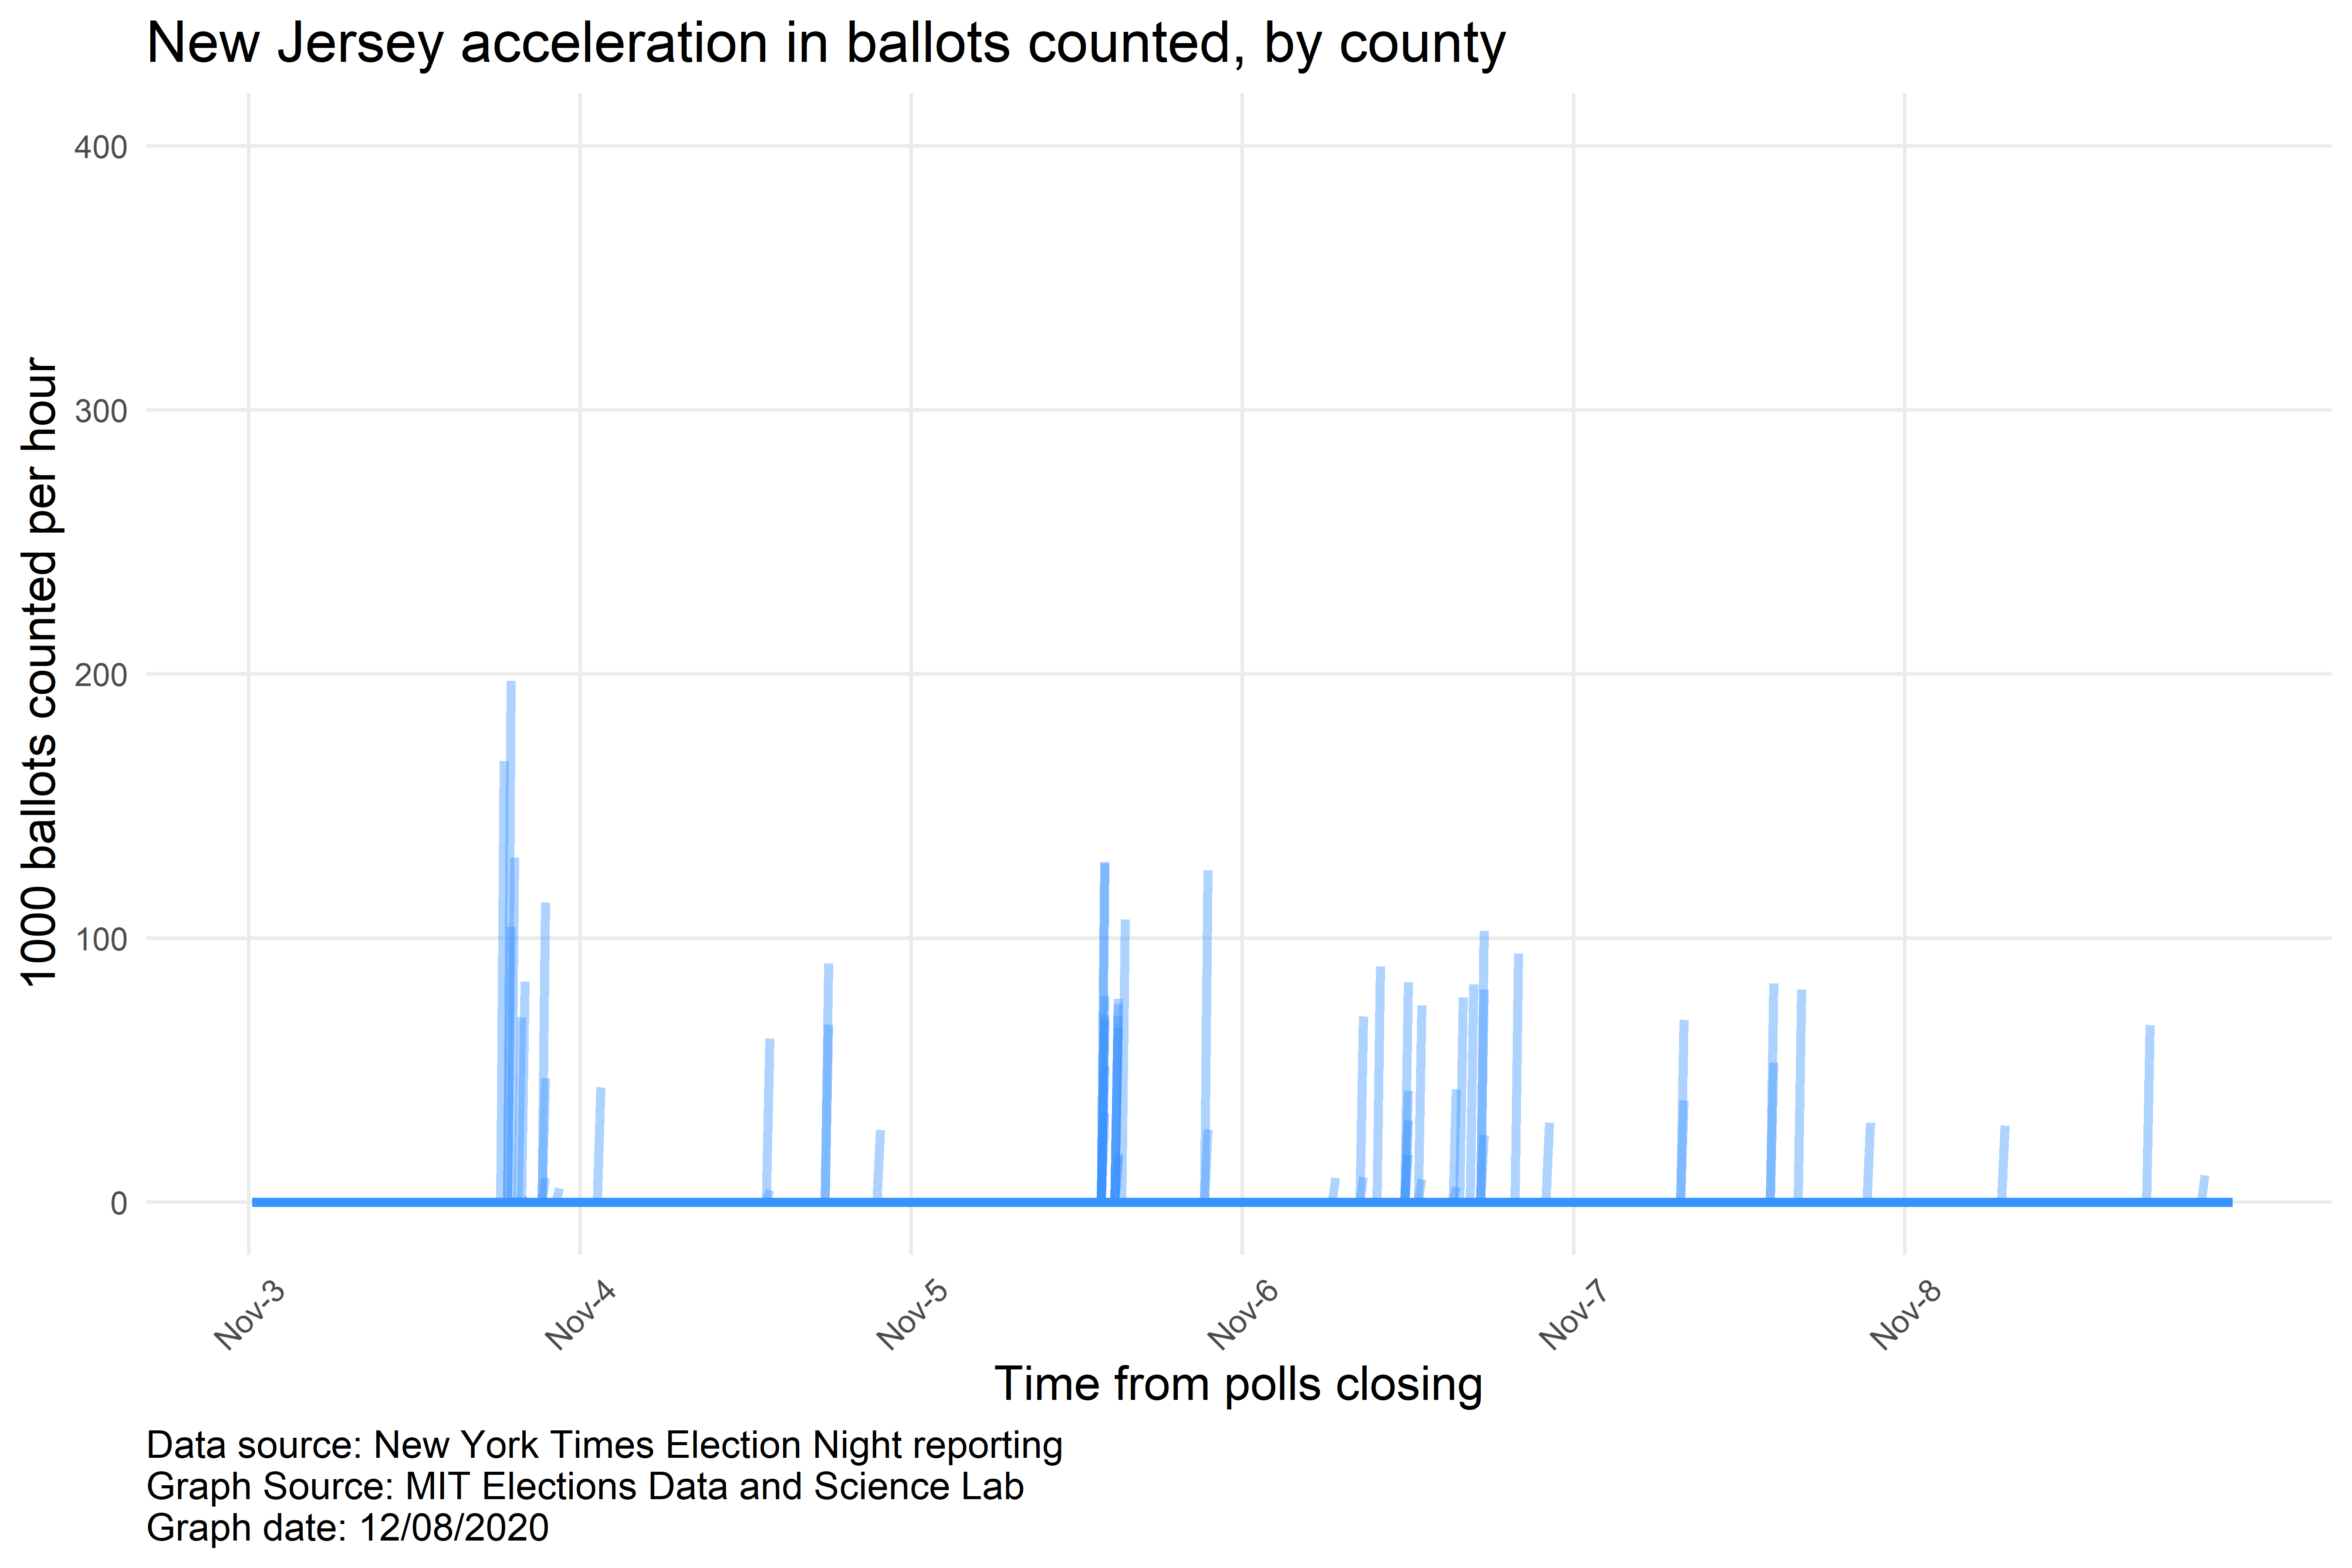 New Jersey acceleration in ballots counted, by county
1000 ballots counted per hour
400
300
200
100
0
Nov-3
Nov-4
Nov-5
Nov-6
Nov-7
Nov-8
Time from polls closing
Data source: New York Times Election Night reporting
Graph Source: MIT Elections Data and Science Lab
Graph date: 12/08/2020